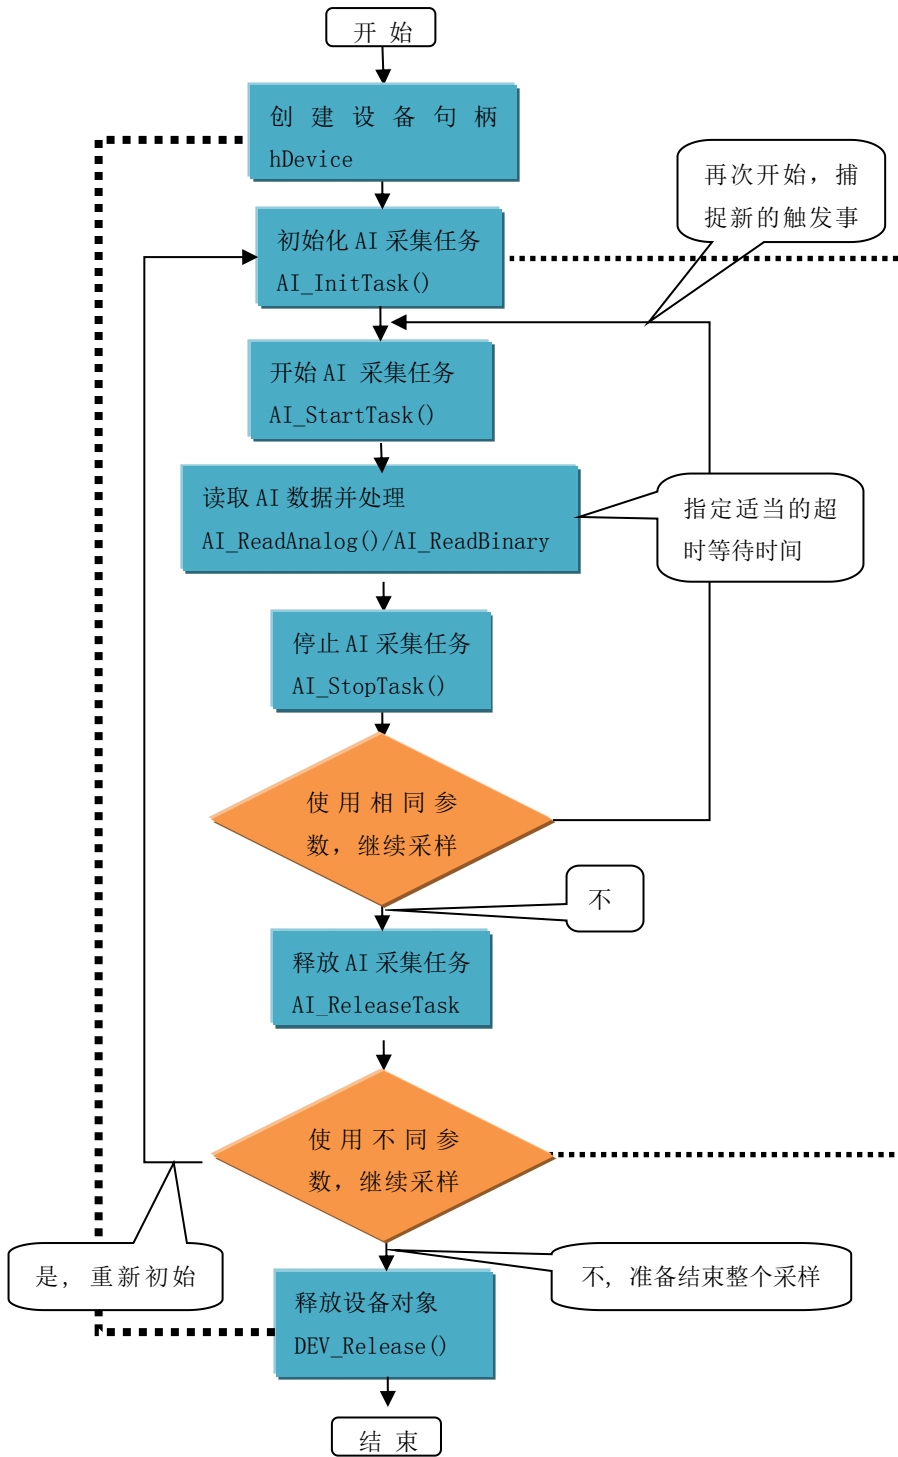 开 始
创 建 设 备 句 柄
hDevice
再次开始，捕
捉新的触发事
初始化 AI 采集任务
AI_InitTask()
开始 AI 采集任务
AI_StartTask()
读取 AI 数据并处理
AI_ReadAnalog()/AI_ReadBinary
指定适当的超
时等待时间
停止 AI 采集任务
AI_StopTask()
使 用 相 同 参
数，继续采样
不
释放 AI 采集任务
AI_ReleaseTask
使 用 不 同 参
数，继续采样
是，重新初始
不，准备结束整个采样
释放设备对象
DEV_Release()
结 束